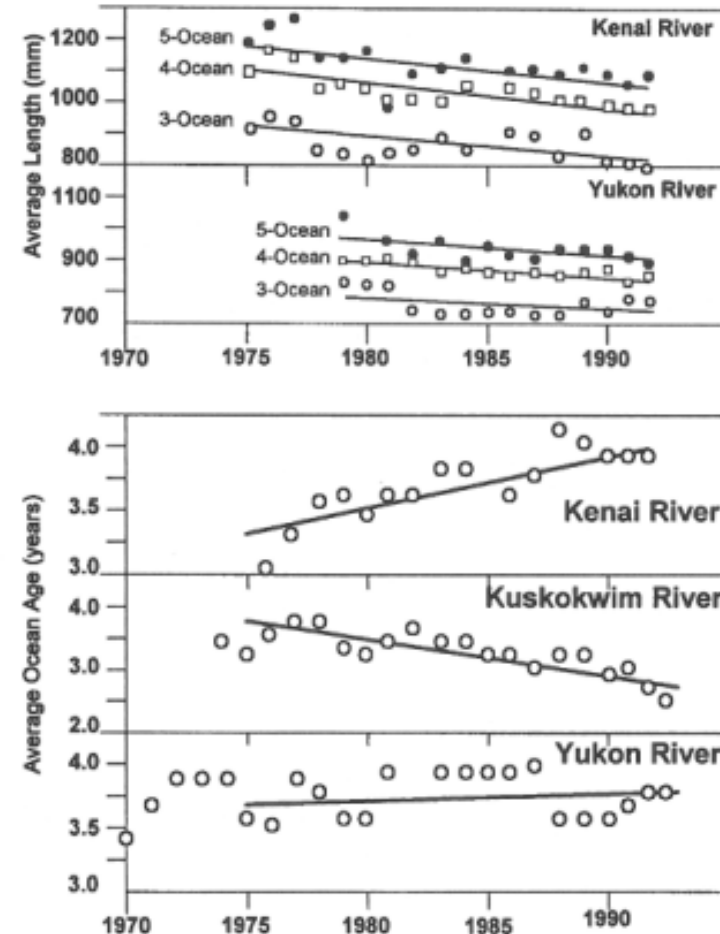 Average Length (mm)
Kenai River
1200
1000
800
5-Ocean
4-Ocean
3-Ocean
Yukon River
1100
900
700
5-Ocean
4-Ocean
3-Ocean
1970 1975 1980 1985 1990
Average Ocean Age (years)
4.0
3.5
3.0
Kenai River
Kuskokwim River
4.0
3.0
2.0
Yukon River
4.0
3.5
3.0
1970 1975 1980 1985 1990